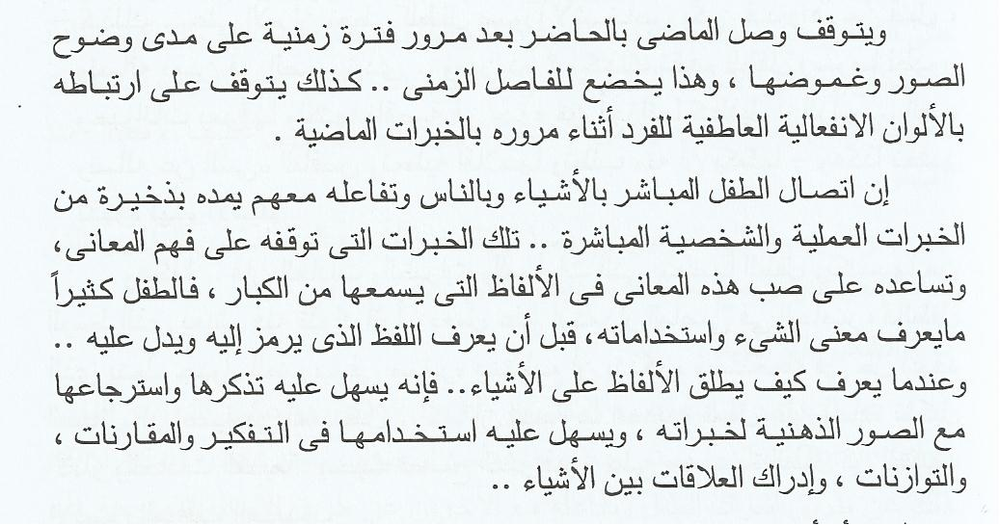 ويتوقف وصل الماضى بالحاضر بعد مرور فترة زمنية على مدى وضوح
الصور وغموضها ، وهذا يخضع للفاصل الزمنى .. كذلك يتوقف على ارتباطه
بالألوان الانفعالية العاطفية للفرد أثناء مروره بالخبرات الماضية .
إن اتصال الطفل المباشر بالأشياء وبالناس وتفاعله معهم يمده بذخيرة من
الخبرات العملية والشخصية المباشرة .. تلك الخبرات التى توقفه على فهم المعانى،
وتساعده على صب هذه المعانى فى الألفاظ التى يسمعها من الكبار ، فالطفل كثيراً
مايعرف معنى الشىء واستخداماته، قبل أن يعرف اللفظ الذى يرمز إليه ويدل عليه ..
وعندما يعرف كيف يطلق الألفاظ على الأشياء.. فإنه يسهل عليه تذكرها واسترجاعها
مع الصور الذهنية لخبراته ، ويسهل عليه استخدامها فى التفكير والمقارنات ،
والتوازنات ، وإدراك العلاقات بين الأشياء ..